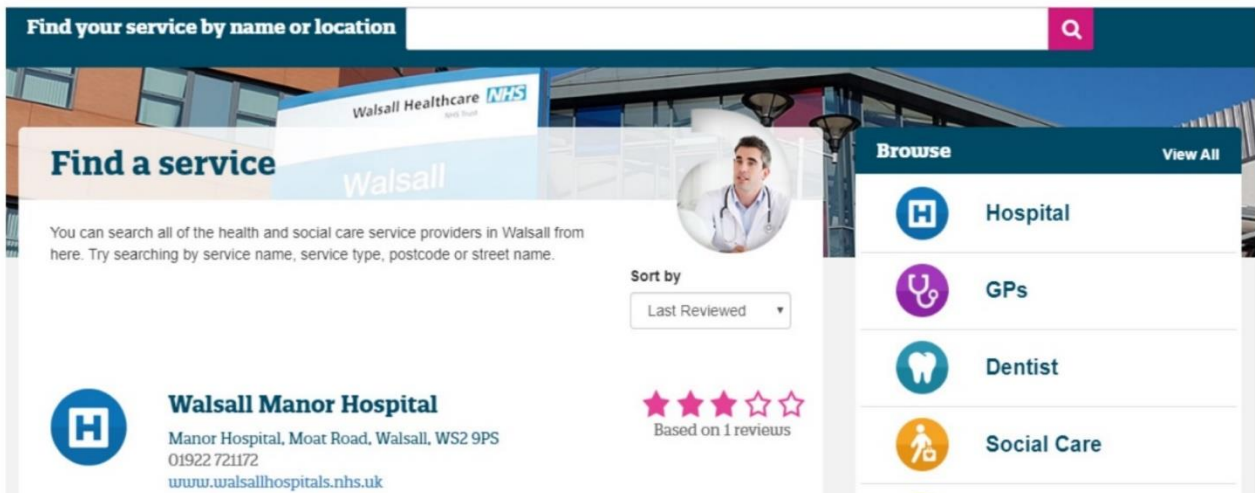 Find your service by name or location
Walsall Healthcare NHS
NHS Trust
Walsall
Find a service
You can search all of the health and social care service providers in Walsall from
here. Try searching by service name, service type, postcode or street name.
Sort by
Last Reviewed
Walsall Manor Hospital
Manor Hospital, Moat Road, Walsall, WS2 9PS
01922 721172
www.walsallhospitals.nhs.uk
Based on 1 reviews
Browse
View All
H
Hospital
GPs
Dentist
Social Care
H